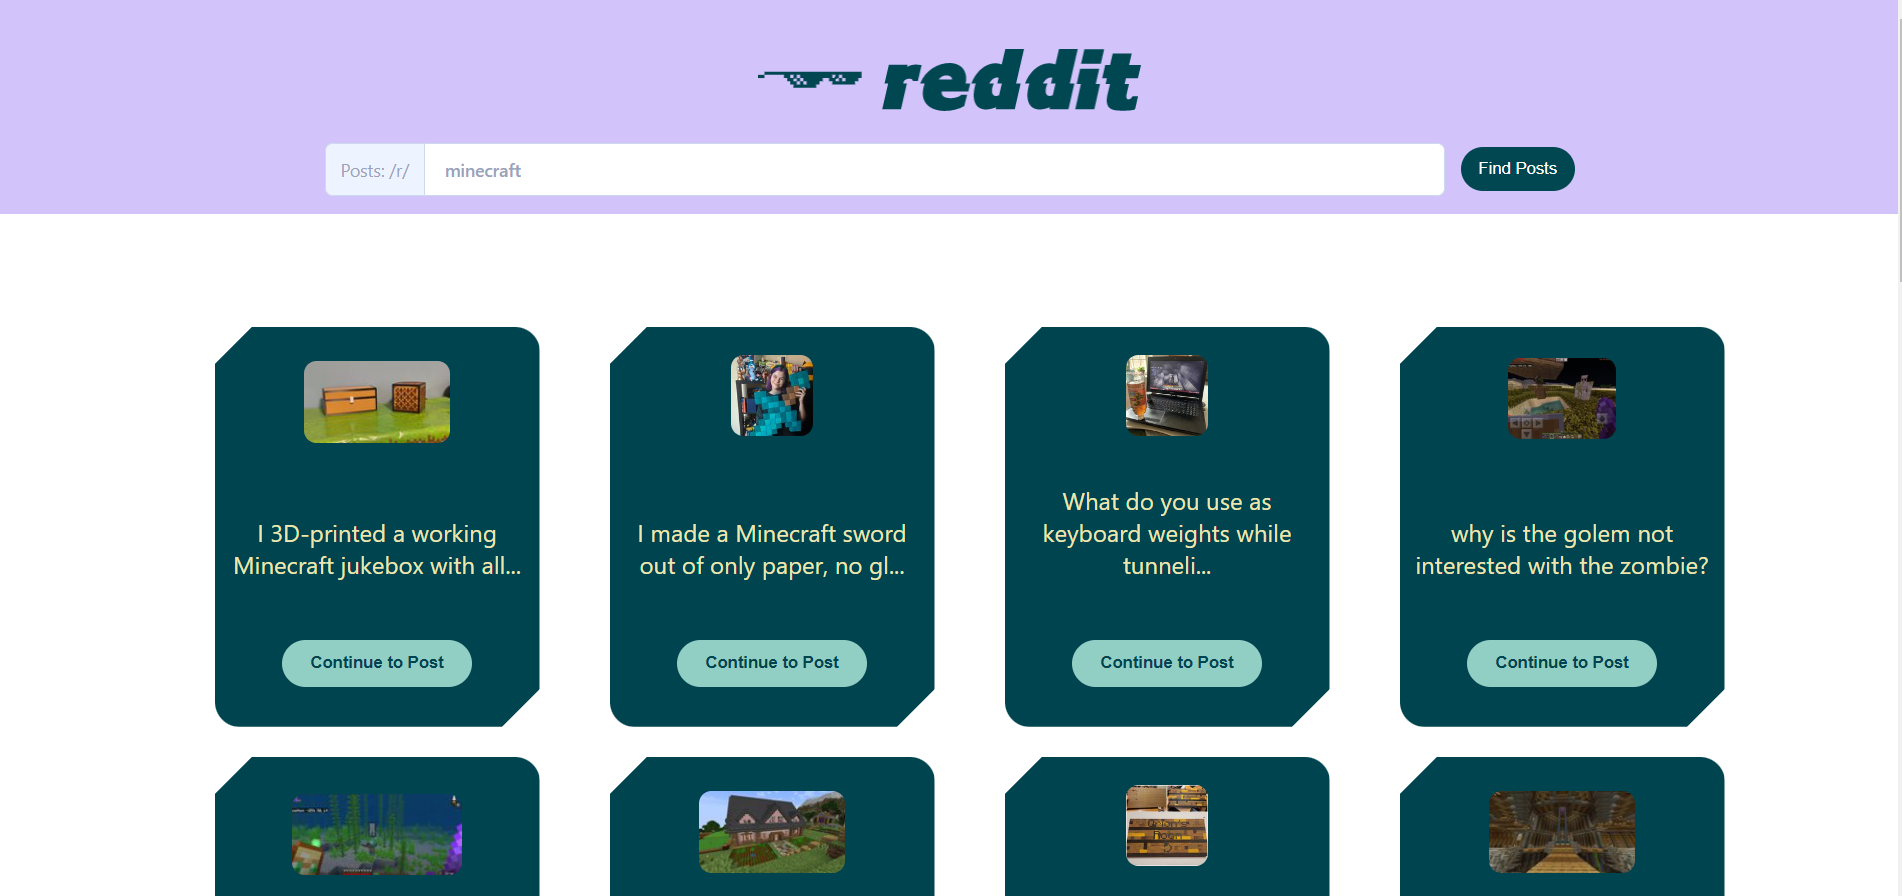 reddit
Posts: /r/ minecraft
Find Posts
I 3D-printed a working
Minecraft jukebox with all...
Continue to Post
I made a Minecraft sword
out of only paper, no gl...
Continue to Post
What do you use as
keyboard weights while
tunneli...
Continue to Post
why is the golem not
interested with the zombie?
Continue to Post